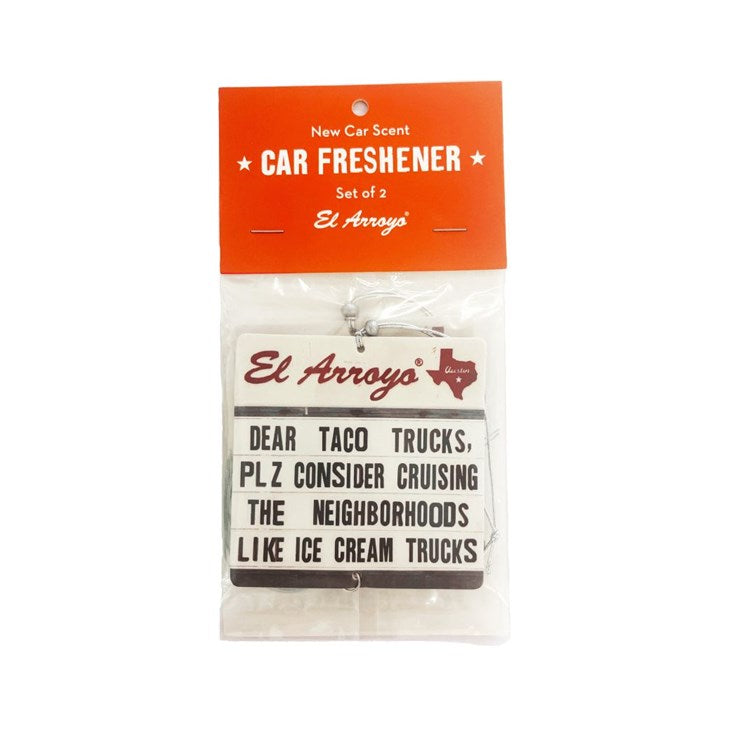 New Car Scent
★ CAR FRESHENER ★
Set of 2
El Arroyo®
El Arroyo®
Austin
DEAR TACO TRUCKS,
PLZ CONSIDER CRUISING
THE NEIGHBORHOODS
LIKE ICE CREAM TRUCKS